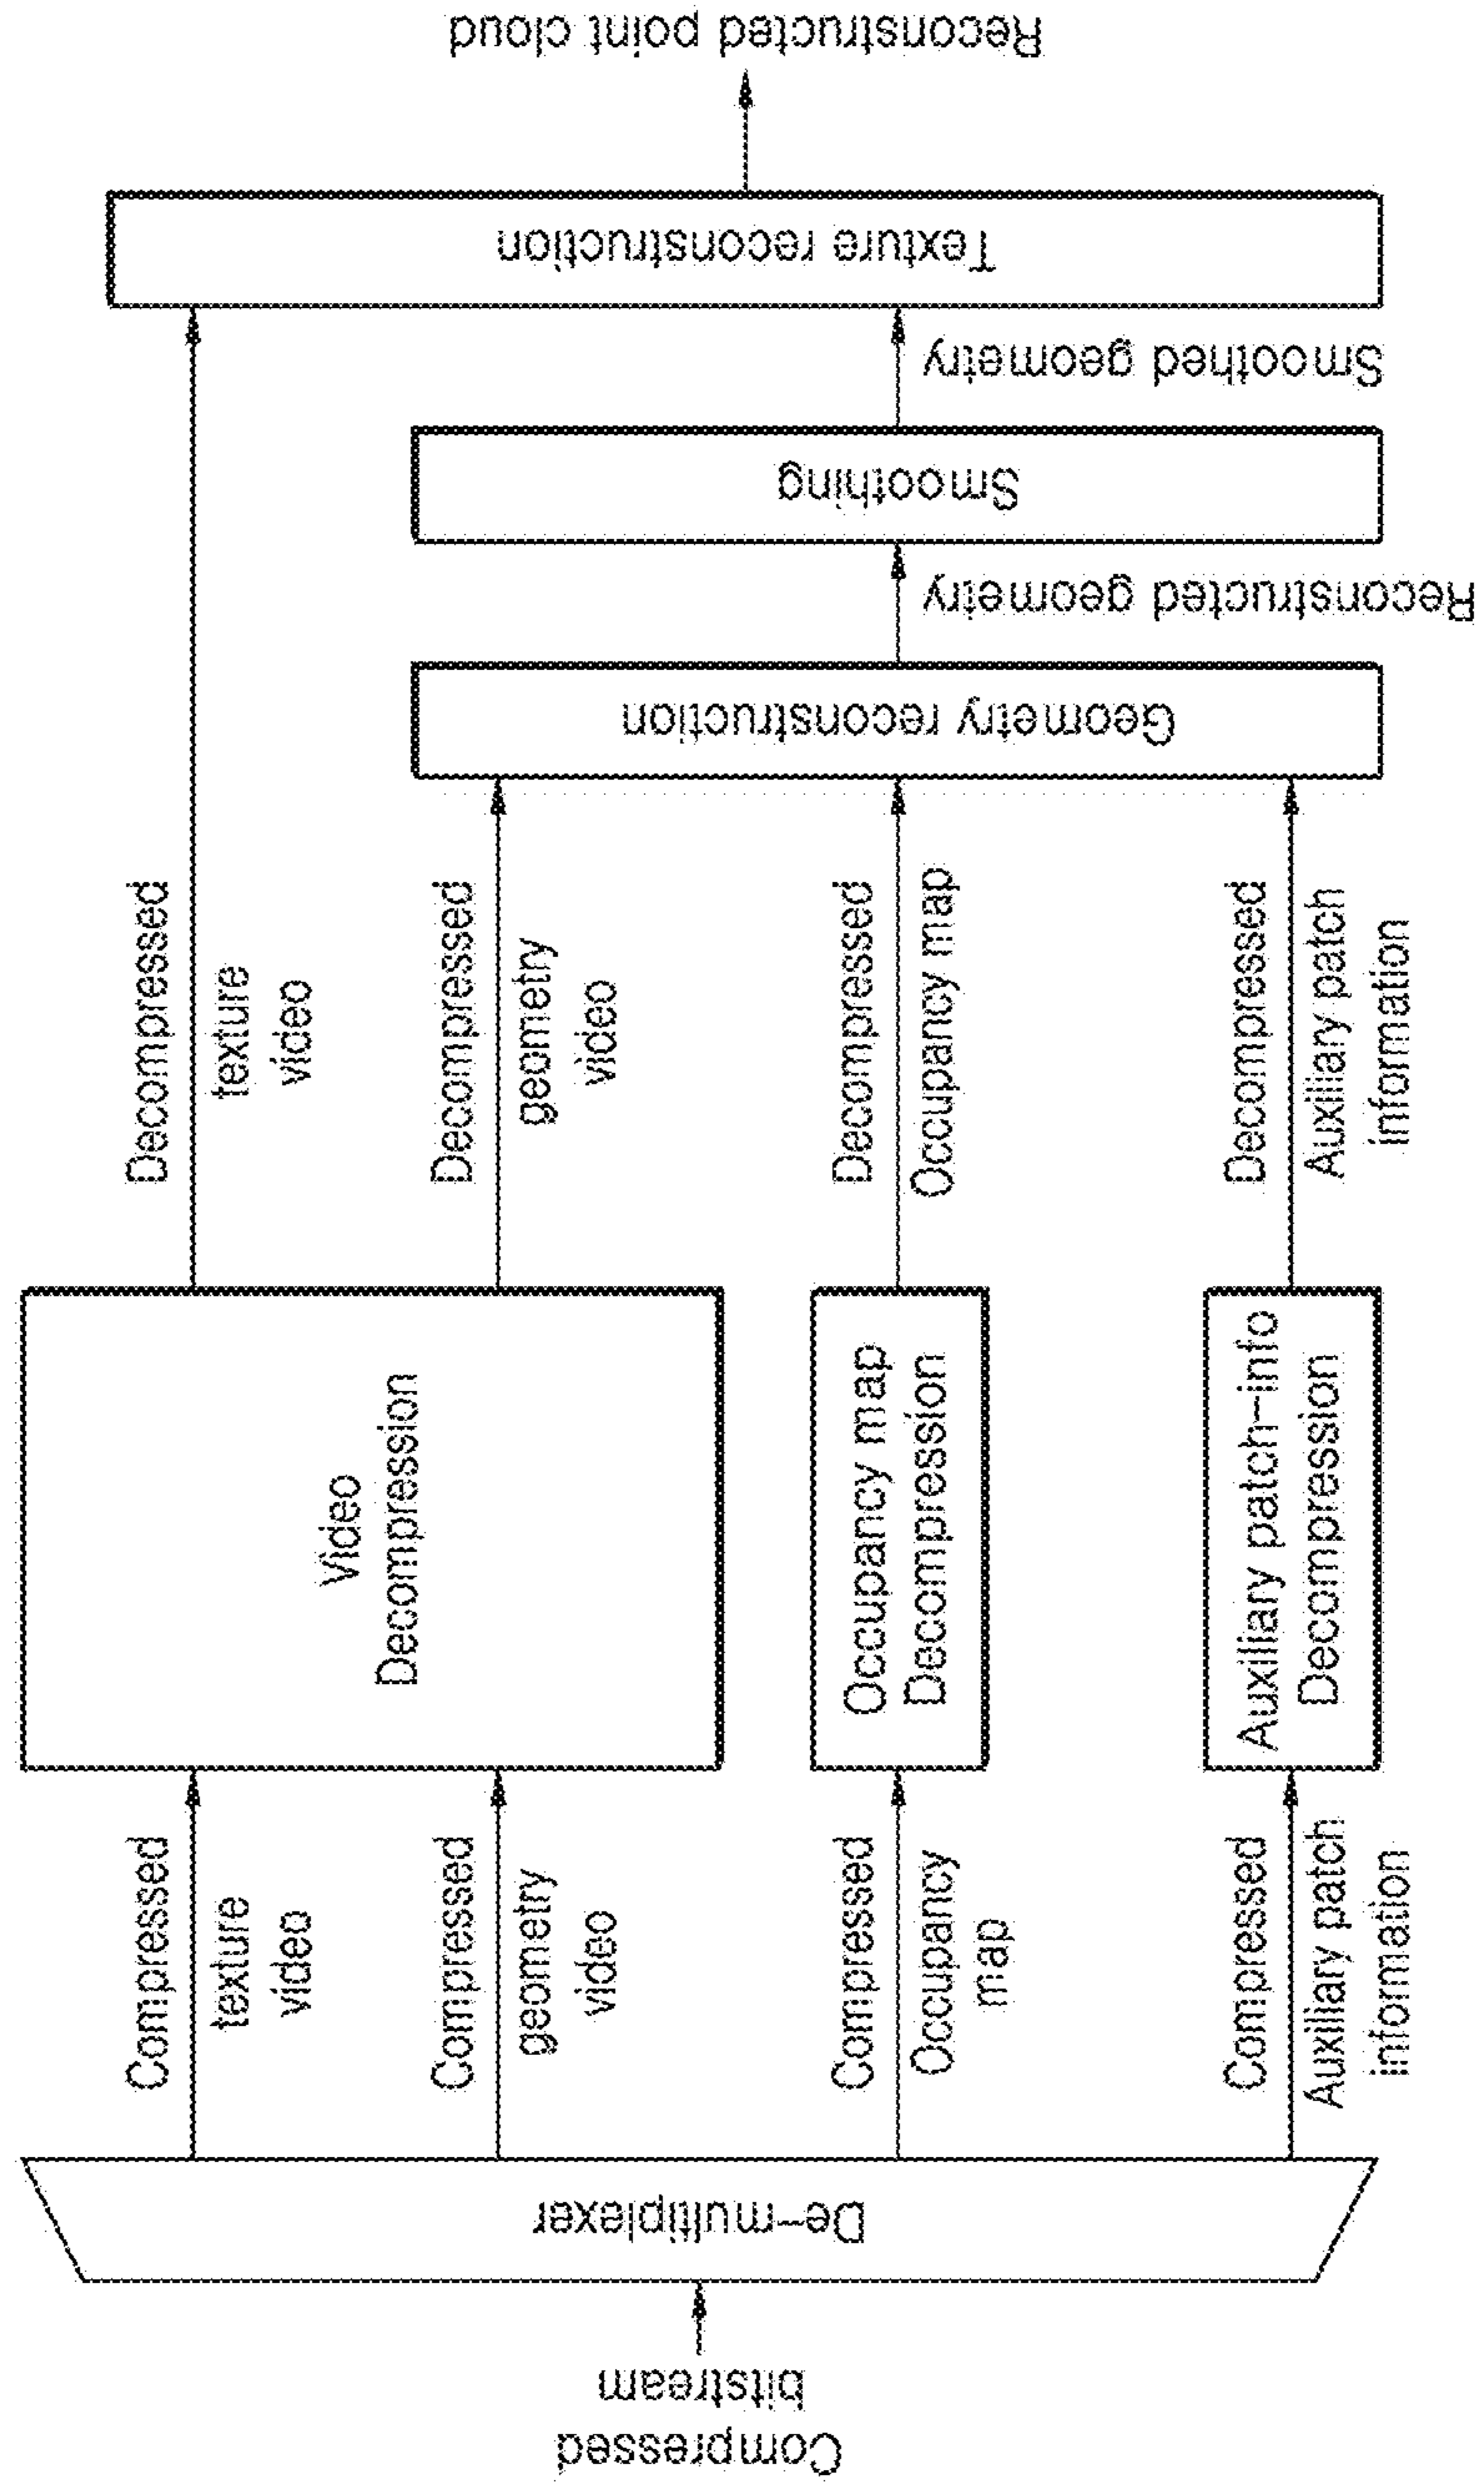 Compressed
bitstream
De-multiplexer
Compressed
texture
video
Compressed
geometry
video
Compressed
Occupancy
map
Compressed
Auxiliary patch
information
Video
Decompression
Occupancy map
Decompression
Auxiliary patch-info
Decompression
Decompressed
texture
video
Decompressed
geometry
video
Decompressed
Occupancy map
Decompressed
Auxiliary patch
information
Geometry reconstruction
Reconstructed geometry
Smoothing
Smoothed geometry
Texture reconstruction
Reconstructed point cloud